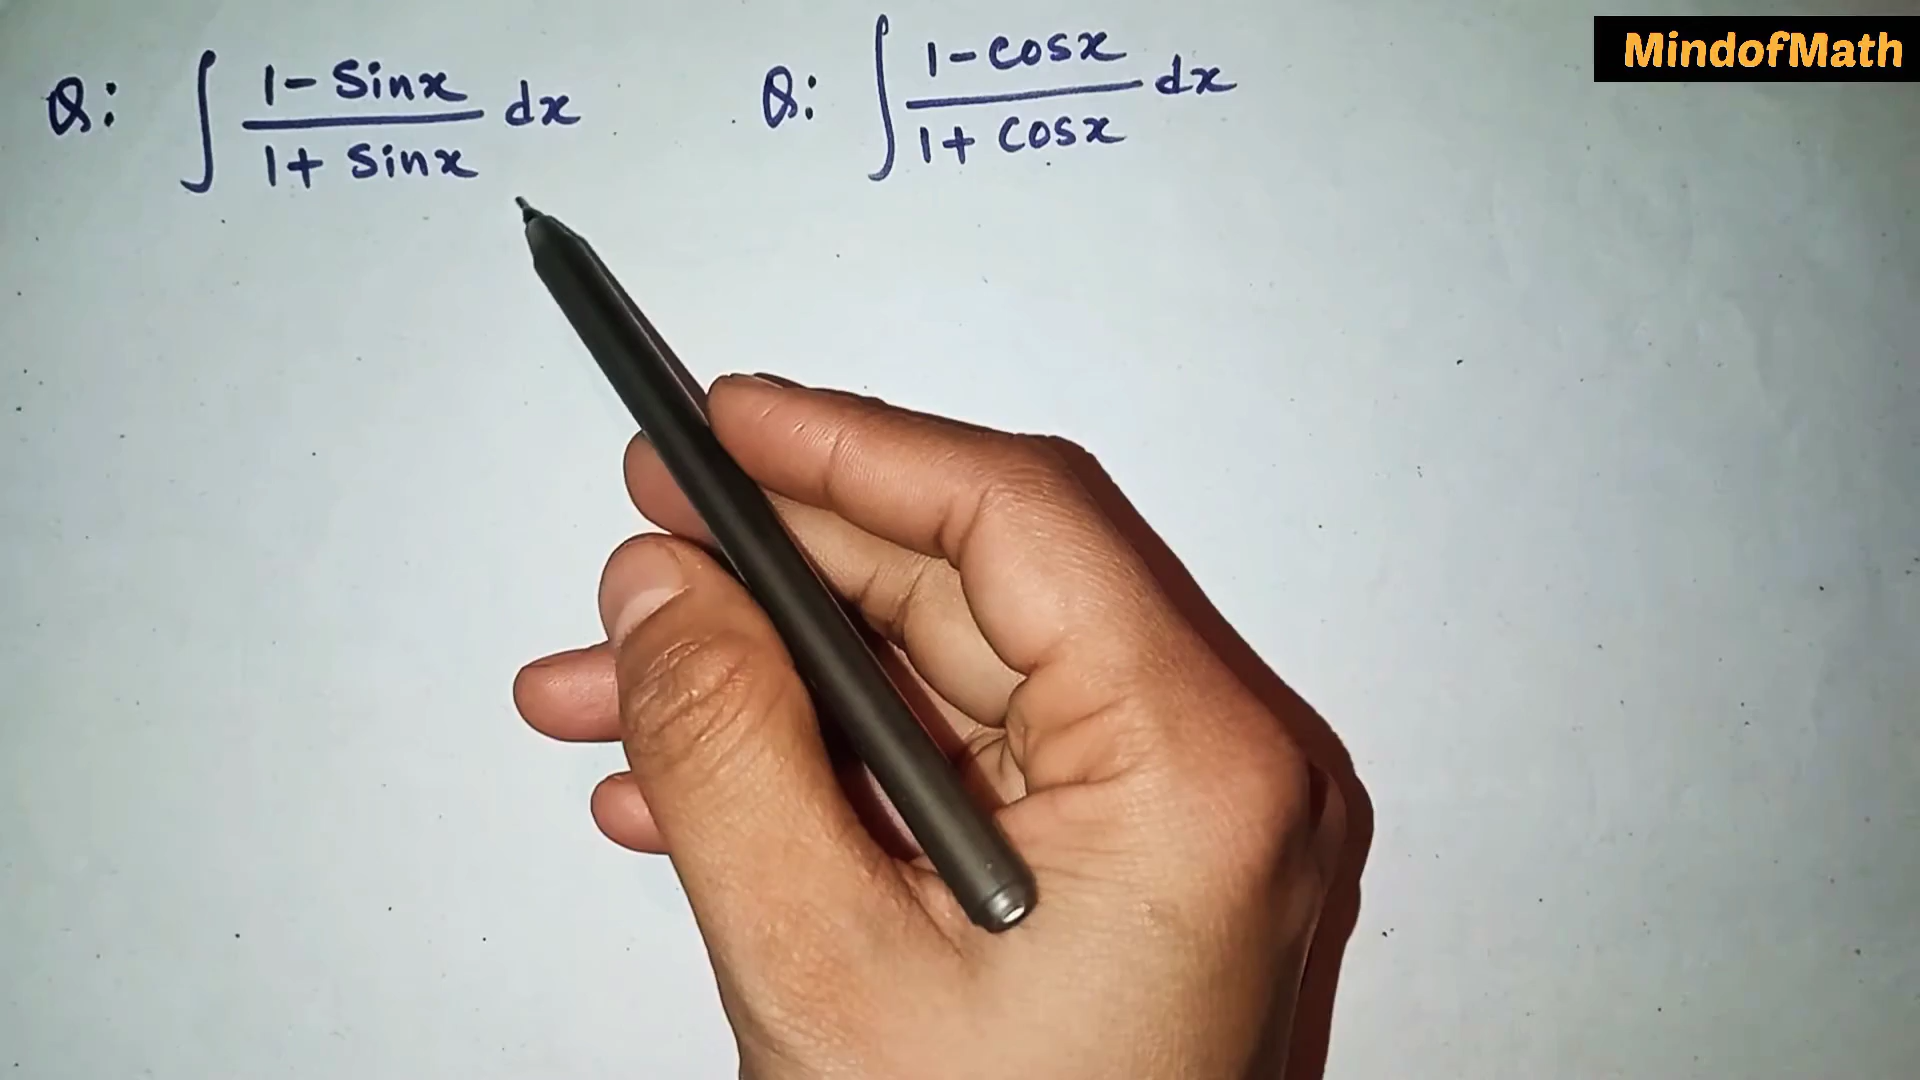 Q: ∫ 1 - Sinx / 1 + Sinx dx
Q: ∫ 1 - Cosx / 1 + Cosx dx
MindofMath